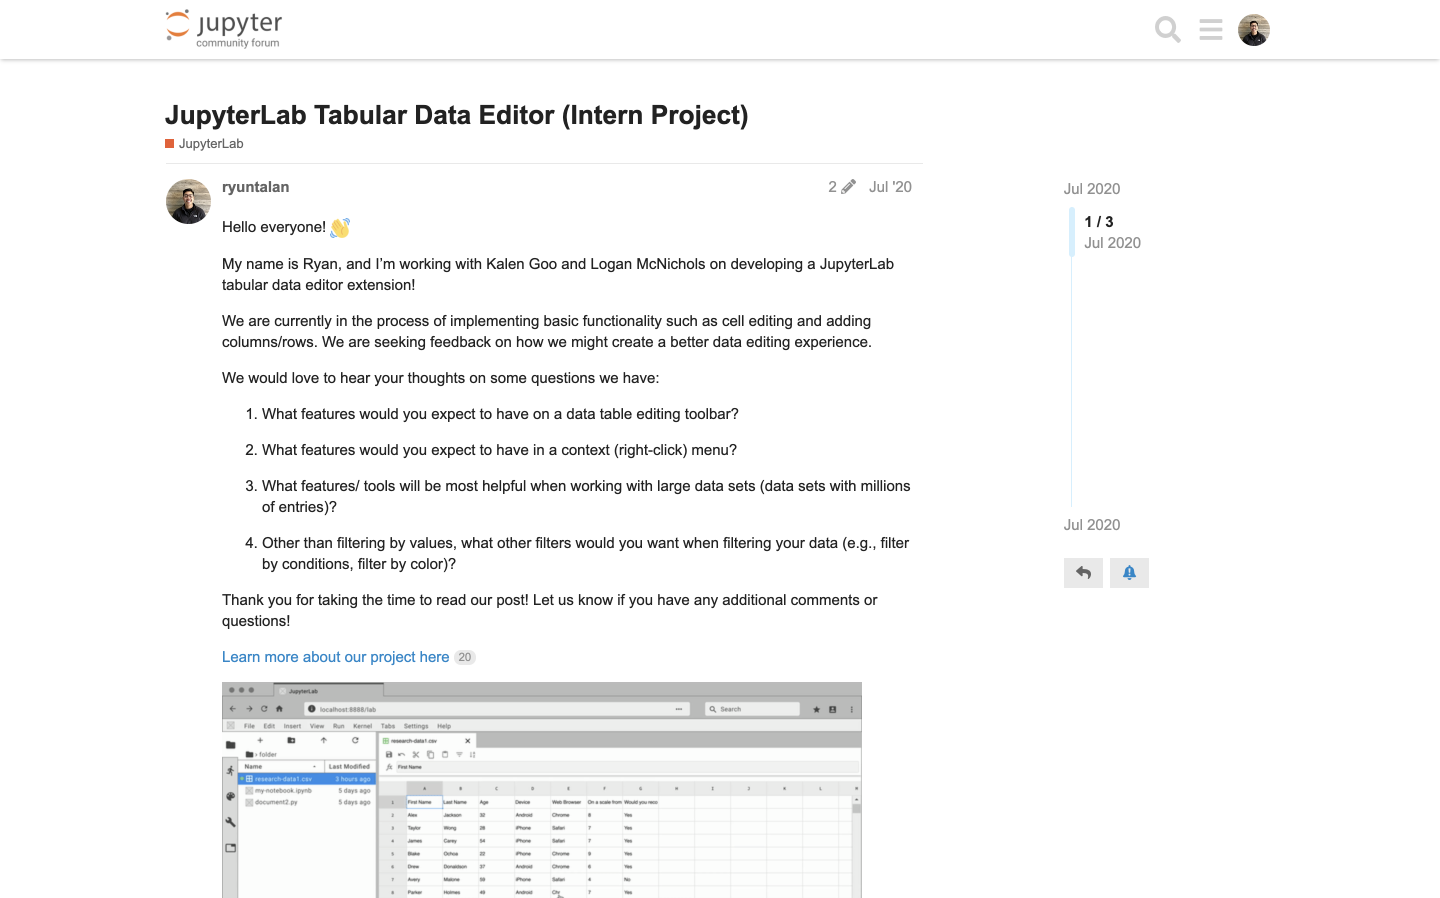 jupyter
community forum
JupyterLab Tabular Data Editor (Intern Project)
JupyterLab
ryuntalan
2
Jul '20
Hello everyone!
My name is Ryan, and I'm working with Kalen Goo and Logan McNichols on developing a JupyterLab
tabular data editor extension!
We are currently in the process of implementing basic functionality such as cell editing and adding
columns/rows. We are seeking feedback on how we might create a better data editing experience.
We would love to hear your thoughts on some questions we have:
1. What features would you expect to have on a data table editing toolbar?
2. What features would you expect to have in a context (right-click) menu?
3. What features/ tools will be most helpful when working with large data sets (data sets with millions
of entries)?
4. Other than filtering by values, what other filters would you want when filtering your data (e.g., filter
by conditions, filter by color)?
Thank you for taking the time to read our post! Let us know if you have any additional comments or
questions!
Learn more about our project here 20
Jul 2020
1 / 3
Jul 2020
Jul 2020
JupyterLab
localhost:8888/lab
Search
File Edit Insert View Run Kernel Tabs Settings Help
research-data1.csv
folder
Name Last Modified
research-data1.csv 3 hours ago
my-notebook.ipynb 5 days ago
document2.py 5 days ago
fx First Name
A B C D E F G H I J K L M
1 First Name Last Name Age Device Web Browser On a scale from Would you reco
2 Alex Jackson 32 Android Chrome 8 Yes
3 Taylor Wong 28 iPhone Safari 7 Yes
4 James Carey 54 iPhone Safari 7 Yes
5 Blake Ochoa 22 iPhone Chrome 9 Yes
6 Drew Donaldson 37 Android Chrome 6 Yes
7 Avery Malone 59 iPhone Safari 4 No
8 Parker Holmes 46 Android 7 Yes